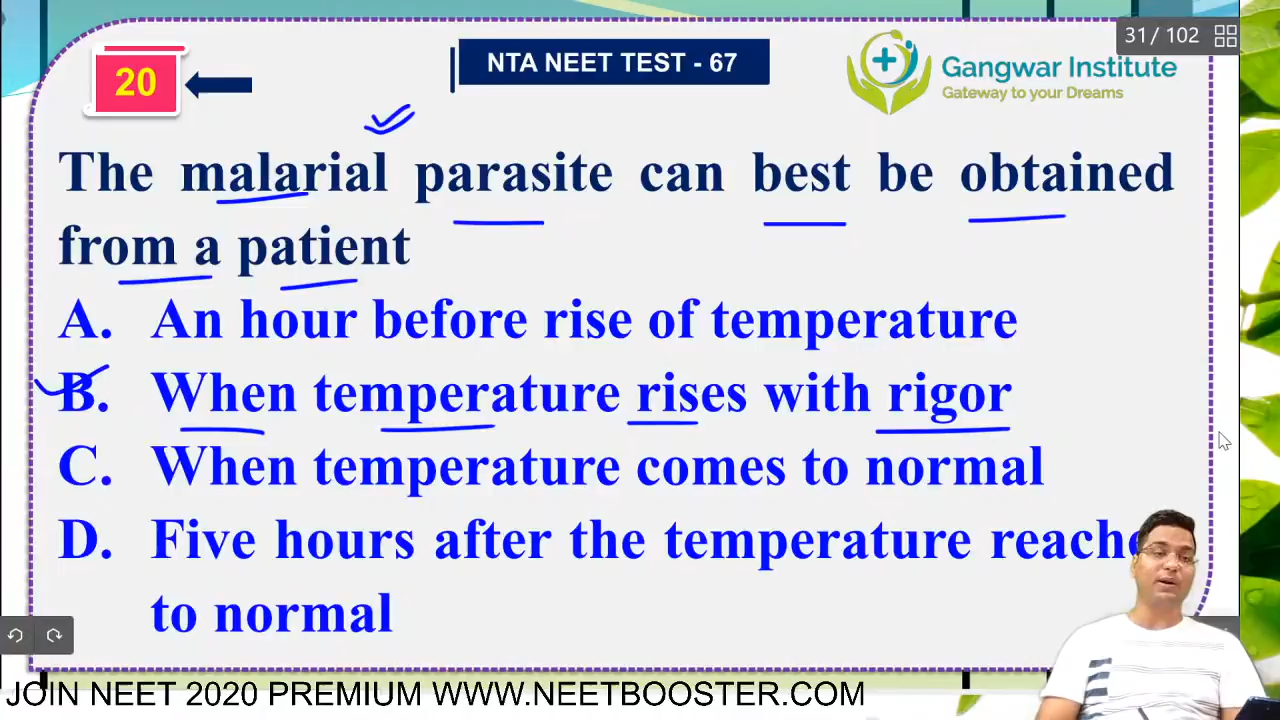 31 / 102
20
NTA NEET TEST - 67
Gangwar Institute
Gateway to your Dreams
The malarial parasite can best be obtained
from a patient
A. An hour before rise of temperature
B. When temperature rises with rigor
C. When temperature comes to normal
D. Five hours after the temperature
to normal
JOIN NEET 2020 PREMIUM WWW.NEETBOOSTER.COM